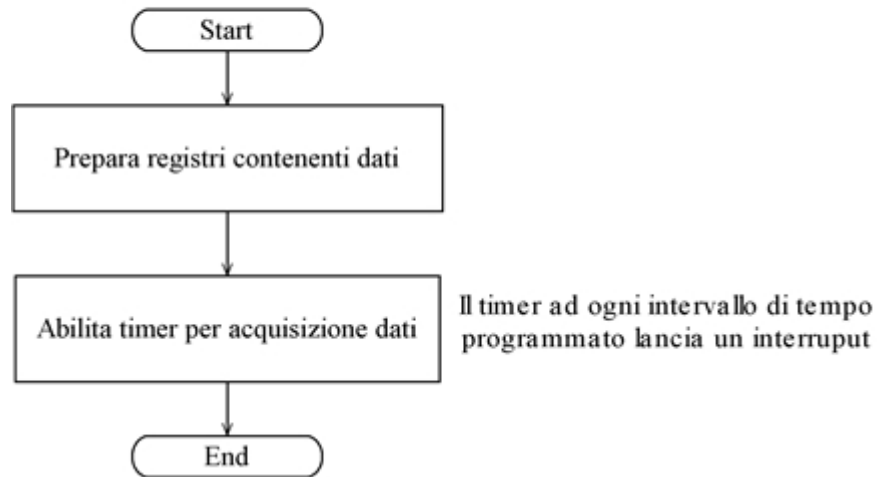 Start
Prepara registri contenenti dati
Abilita timer per acquisizione dati
Il timer ad ogni intervallo di tempo
programmato lancia un interruput
End